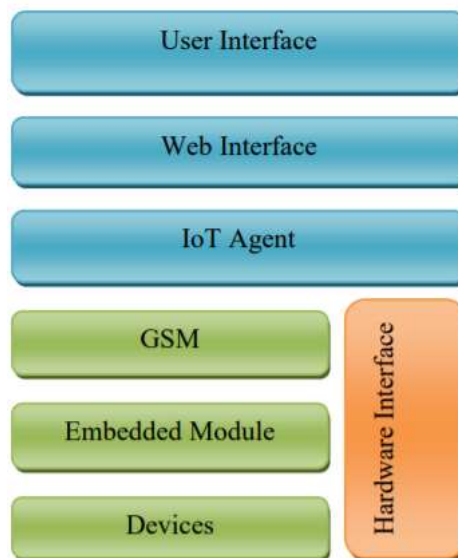 User Interface
Web Interface
IoT Agent
GSM
Embedded Module
Devices
Hardware Interface